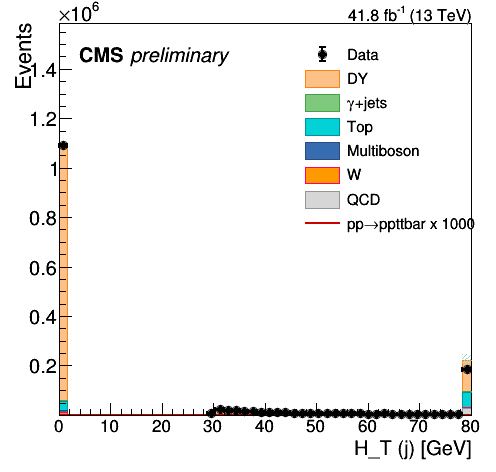 ×10⁶
41.8 fb⁻¹ (13 TeV)
Events
CMS preliminary
Data
DY
γ+jets
Top
Multiboson
W
QCD
pp→ppttbar x 1000
1.4
1.2
1
0.8
0.6
0.4
0.2
0 10 20 30 40 50 60 70 80
H_T (j) [GeV]